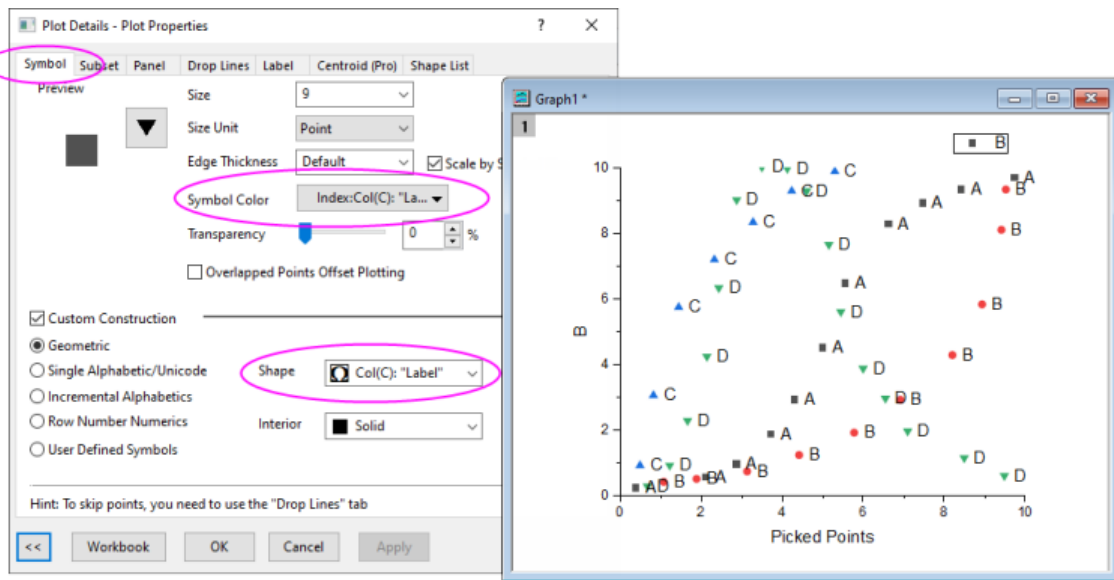 Plot Details - Plot Properties ? ×
Symbol Subset Panel Drop Lines Label Centroid (Pro) Shape List
Preview
Size 9
Size Unit Point
Edge Thickness Default Scale by S
Symbol Color Index:Col(C): "La...
Transparency 0 %
Overlapped Points Offset Plotting
Custom Construction
Geometric
Single Alphabetic/Unicode
Shape Col(C): "Label"
Incremental Alphabetics
Row Number Numerics
Interior Solid
User Defined Symbols
Hint: To skip points, you need to use the "Drop Lines" tab
<< Workbook OK Cancel Apply
Graph1 *
1
B
10
D D C A
C D A B
D A
C A B
8
D
C
D
6
C A B
D
B
4
D A B
D
C A D B
2
D A B D
A B
C D A B D
0
A D B B A D
0 2 4 6 8 10
Picked Points